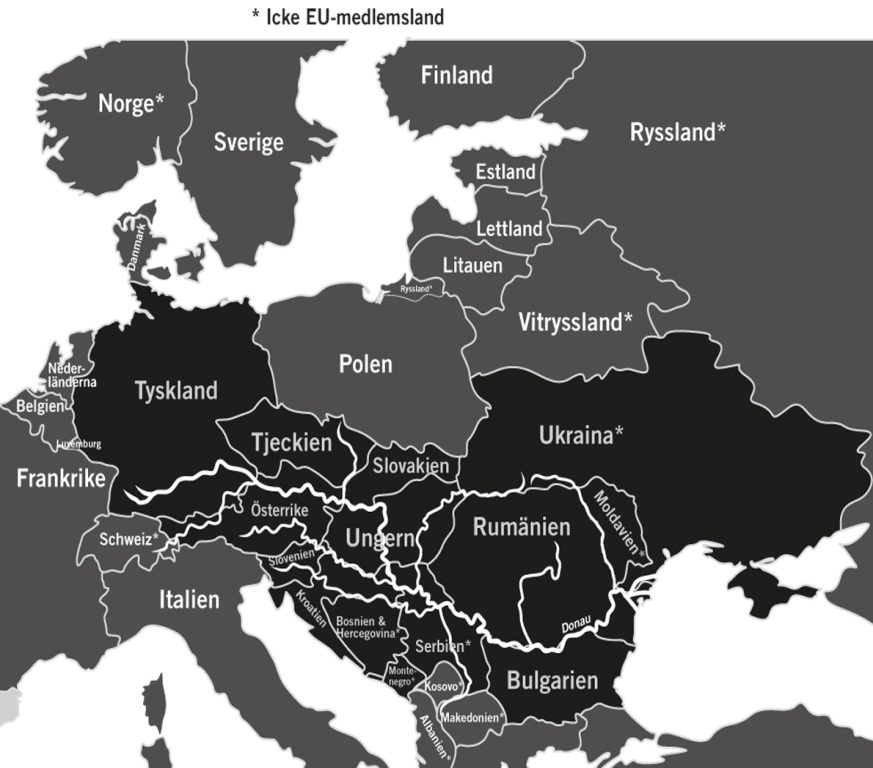 * Icke EU-medlemsland
Finland
Norge*
Ryssland*
Sverige
Estland
Lettland
Danmark
Litauen
Ryssland*
Vitryssland*
Polen
Neder-
länderna
Tyskland
Belgien
Ukraina*
Luxemburg
Tjeckien
Slovakien
Frankrike
Österrike
Moldavien*
Rumänien
Schweiz*
Ungern
Slovenien
Italien
Kroatien
Bosnien &
Hercegovina*
Donau
Serbien*
Monte-
negro*
Kosovo*
Bulgarien
Makedonien*
Albanien*